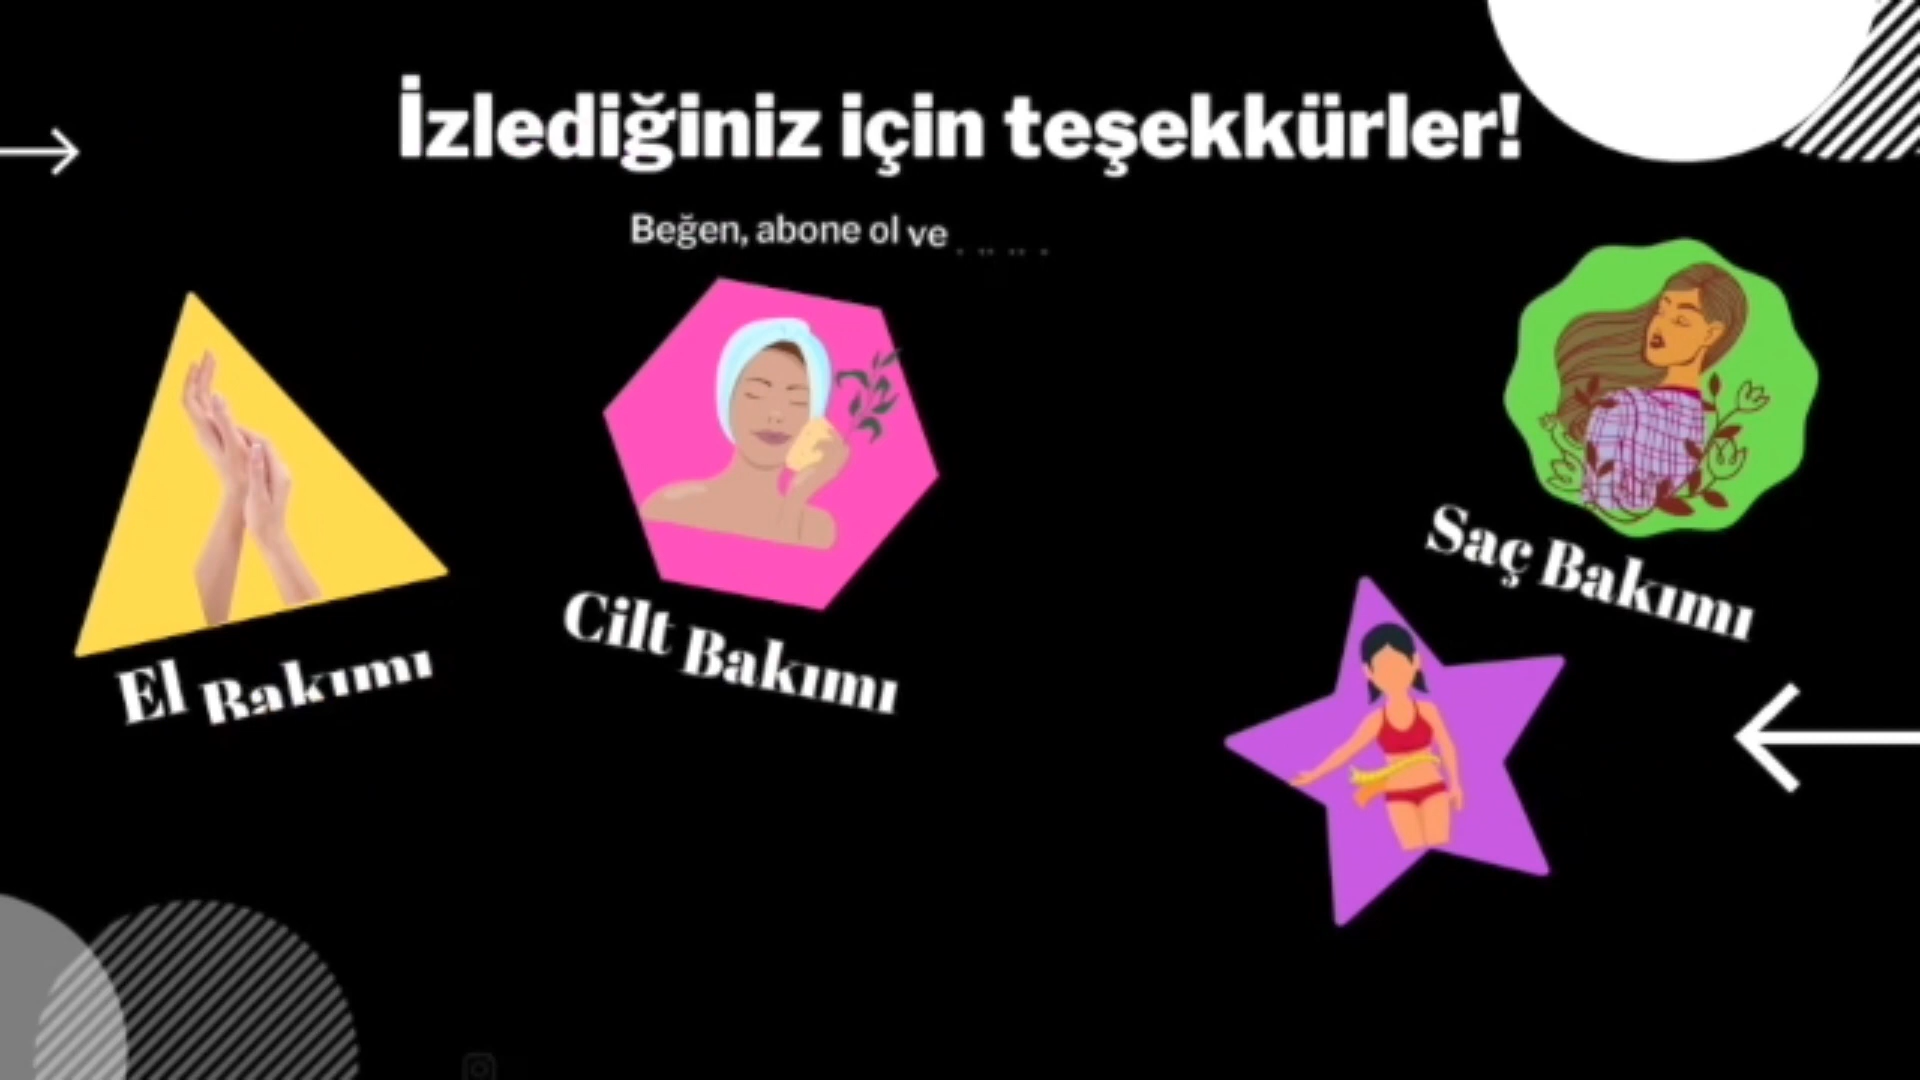 İzlediğiniz için teşekkürler!
Beğen, abone ol ve
El Bakımı
Cilt Bakımı
Saç Bakımı